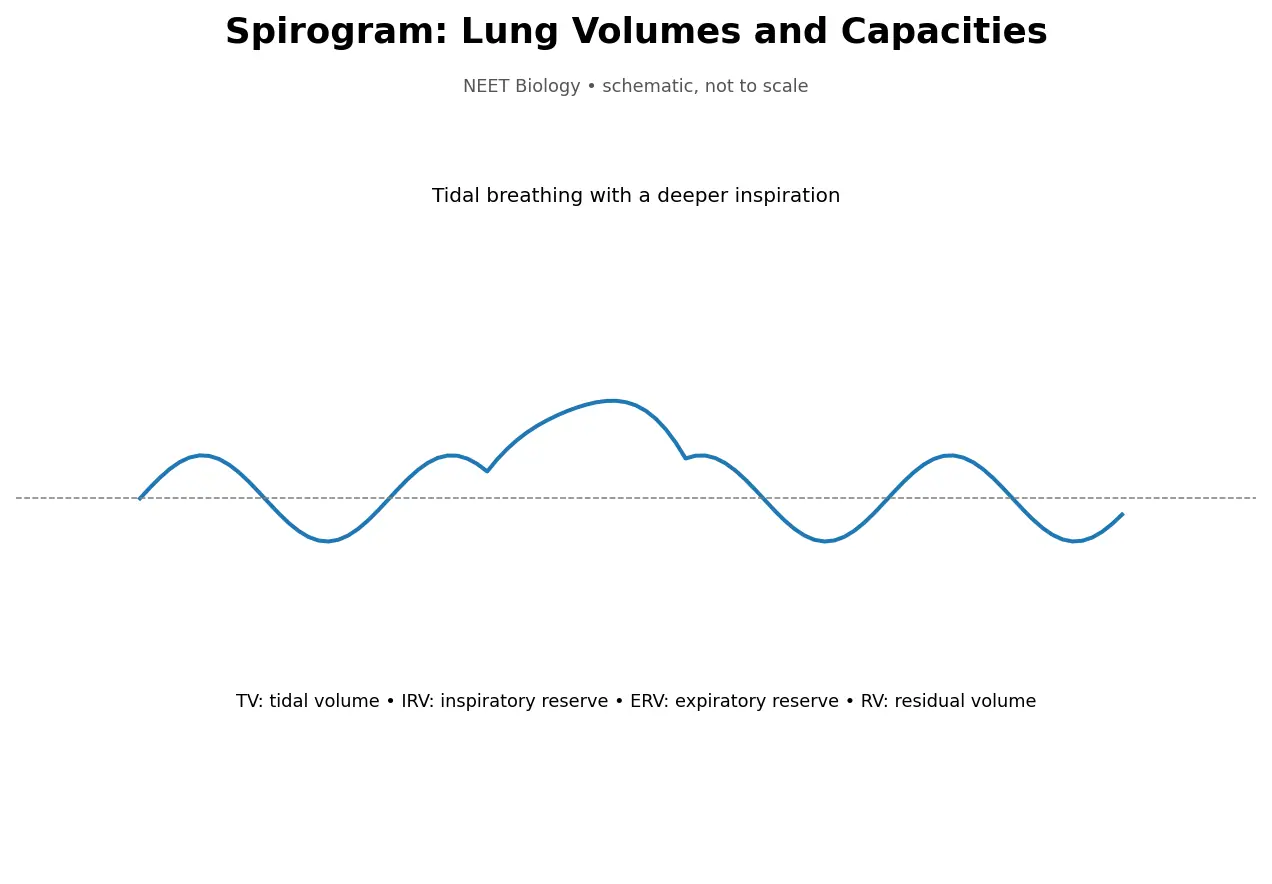 Spirogram: Lung Volumes and Capacities
NEET Biology • schematic, not to scale
Tidal breathing with a deeper inspiration
TV: tidal volume • IRV: inspiratory reserve • ERV: expiratory reserve • RV: residual volume